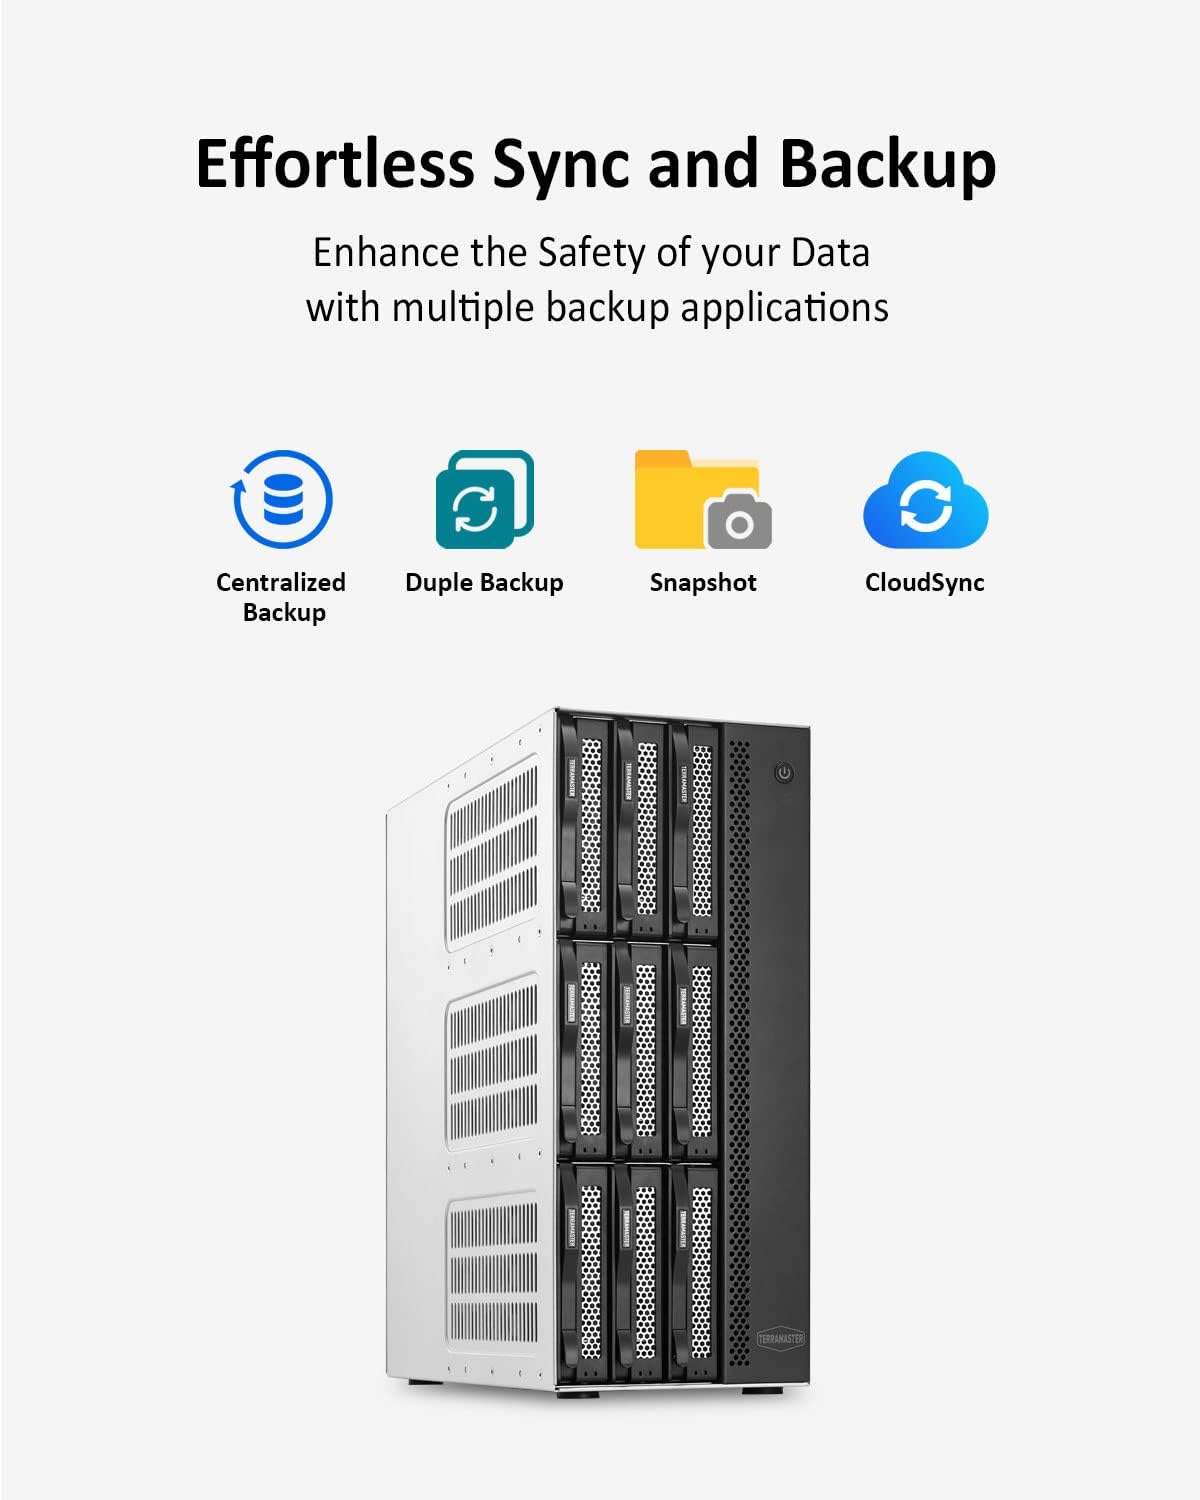 Effortless Sync and Backup
Enhance the Safety of your Data
with multiple backup applications
Centralized
Backup
Duple Backup
Snapshot
CloudSync
TERRAMASTER
TERRAMASTER
TERRAMASTER
TERRAMASTER
TERRAMASTER
TERRAMASTER
TERRAMASTER
TERRAMASTER
TERRAMASTER
TERRAMASTER